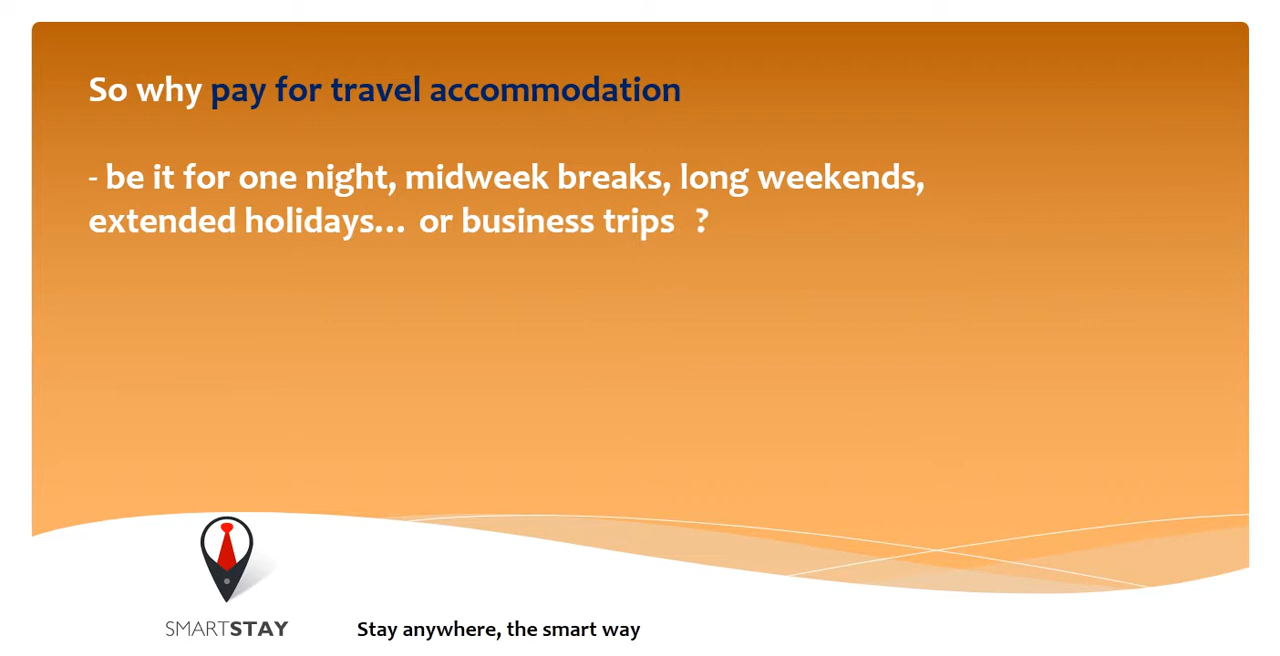 So why pay for travel accommodation
- be it for one night, midweek breaks, long weekends,
extended holidays… or business trips ?
SMARTSTAY
Stay anywhere, the smart way